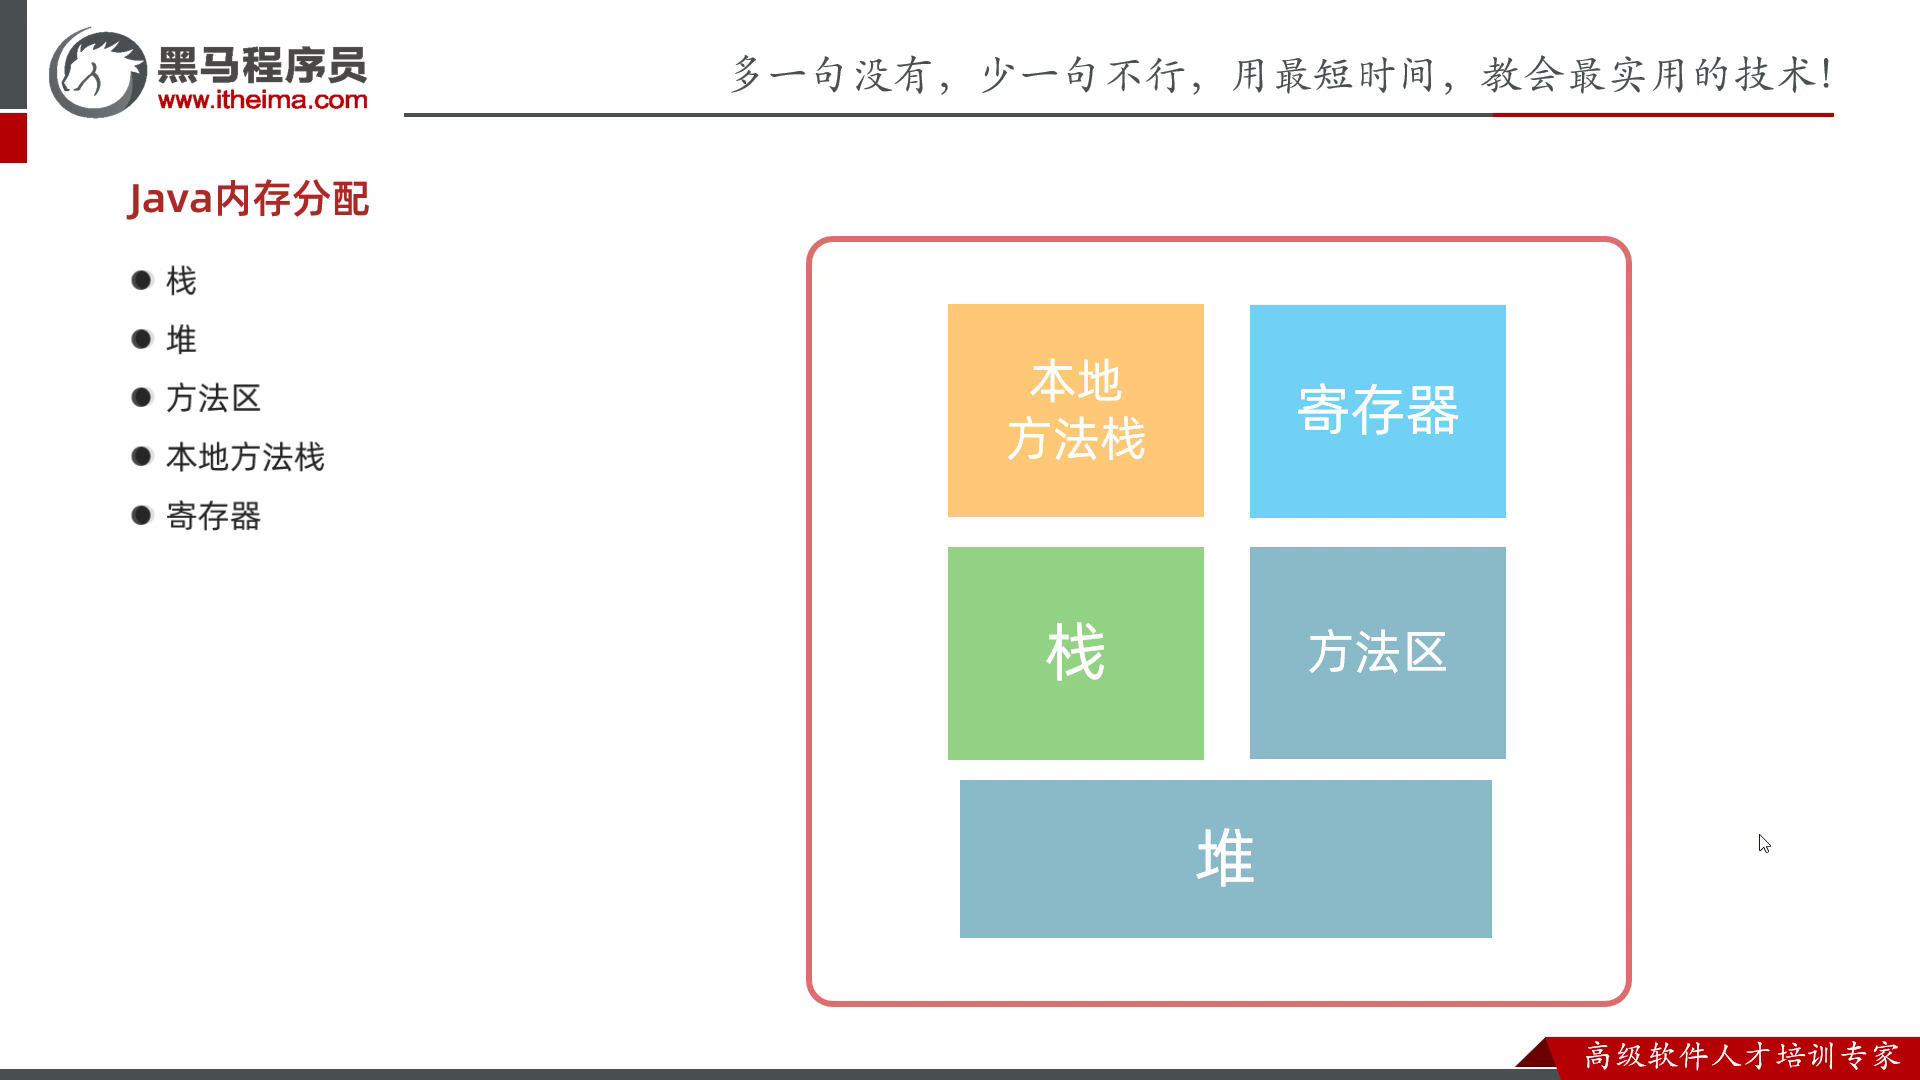 黑马程序员
www.itheima.com
多一句没有，少一句不行，用最短时间，教会最实用的技术！
Java内存分配
栈
堆
方法区
本地方法栈
寄存器
本地
方法栈
寄存器
栈
方法区
堆
高级软件人才培训专家